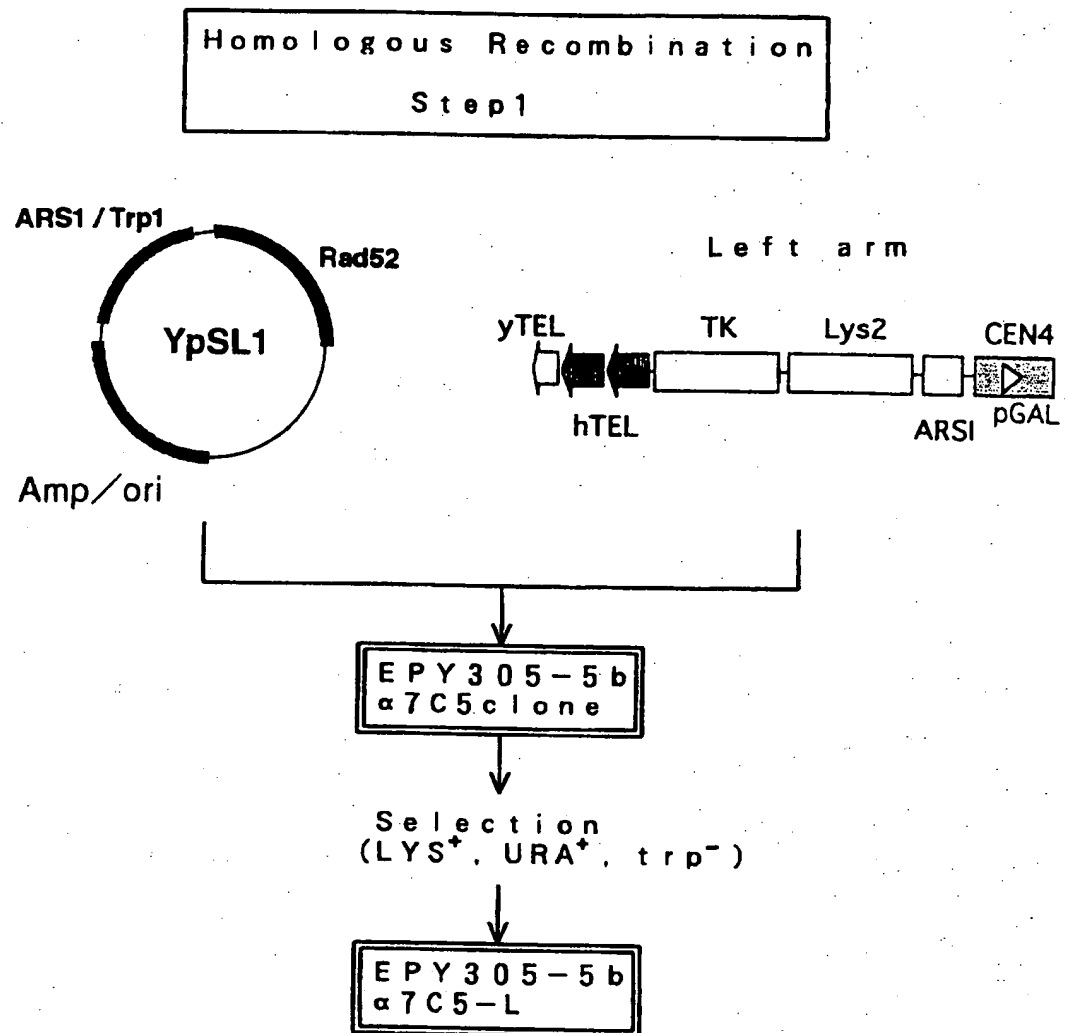 Homologous Recombination
Step1
ARS1 / Trp1
Rad52
YpSL1
Amp/ori
Left arm
yTEL
TK
Lys2
CEN4
hTEL
ARSI
pGAL
EPY305-5b
α7C5clone
Selection
(LYS⁺, URA⁺, trp⁻)
EPY305-5b
α7C5-L